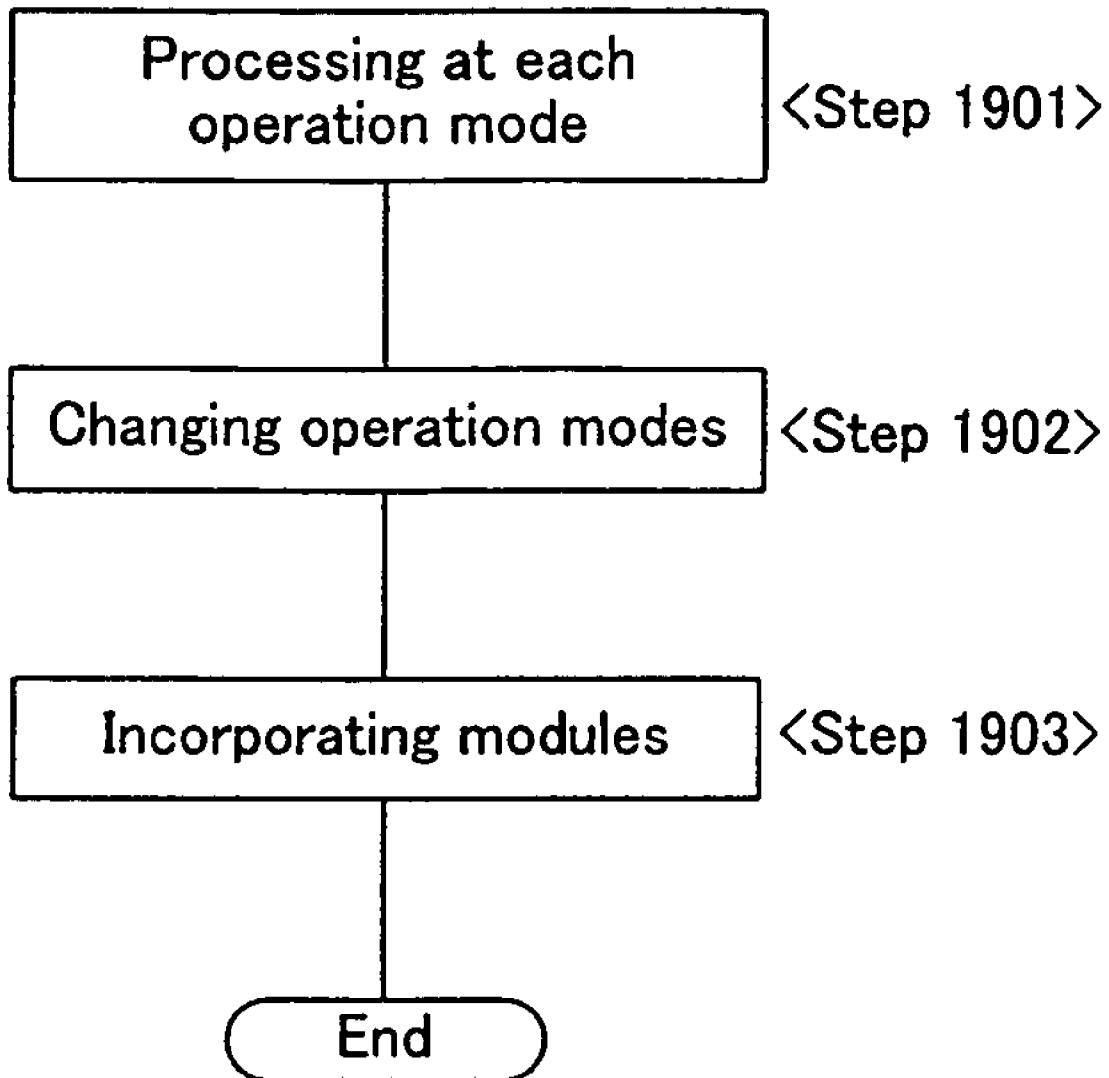 Processing at each
operation mode
<Step 1901>
Changing operation modes
<Step 1902>
Incorporating modules
<Step 1903>
End